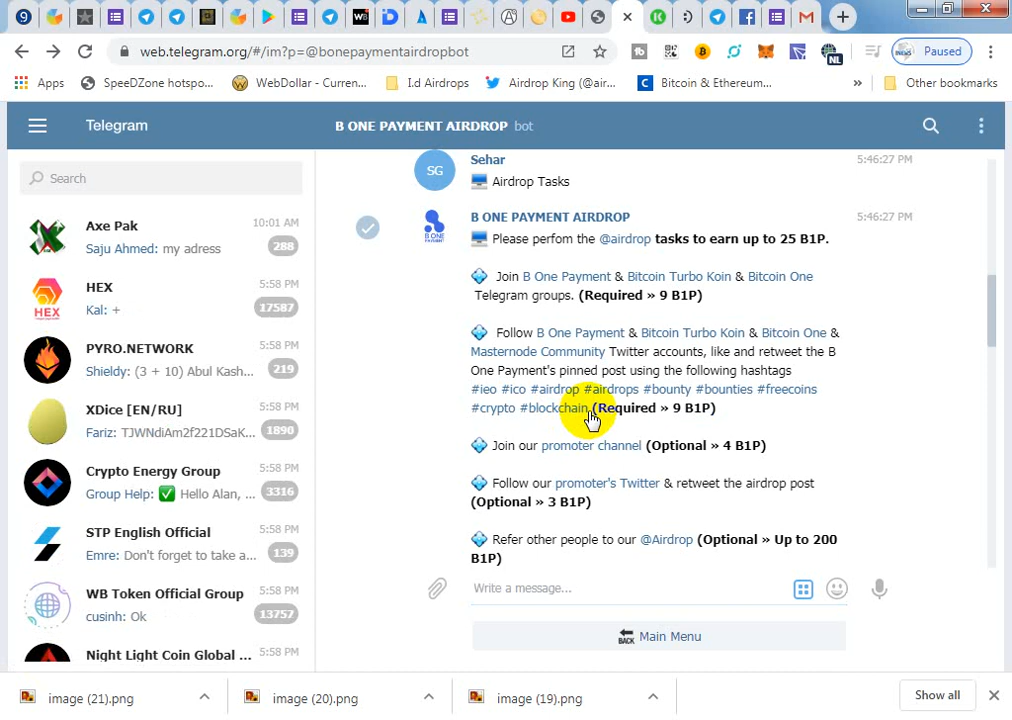 web.telegram.org/#/im?p=@bonepaymentairdropbot
Paused
NL
Apps
SpeeDZone hotspo...
WebDollar - Curren...
I.d Airdrops
Airdrop King (@air...
Bitcoin & Ethereum...
»
Other bookmarks
Telegram
B ONE PAYMENT AIRDROP bot
Search
Axe Pak 10:01 AM
Saju Ahmed: my adress 288
HEX 5:58 PM
Kal: + 17587
PYRO.NETWORK 5:58 PM
Shieldy: (3 + 10) Abul Kash... 219
XDice [EN/RU] 5:58 PM
Fariz: TJWNdiAm2f221DSaK... 1890
Crypto Energy Group 5:58 PM
Group Help: ✅ Hello Alan, ... 3316
STP English Official 5:58 PM
Emre: Don't forget to take a... 139
WB Token Official Group 5:58 PM
cusinh: Ok 13757
Night Light Coin Global ... 5:58 PM
SG
Sehar 5:46:27 PM
Airdrop Tasks
B ONE PAYMENT AIRDROP 5:46:27 PM
Please perfom the @airdrop tasks to earn up to 25 B1P.
Join B One Payment & Bitcoin Turbo Koin & Bitcoin One
Telegram groups. (Required » 9 B1P)
Follow B One Payment & Bitcoin Turbo Koin & Bitcoin One &
Masternode Community Twitter accounts, like and retweet the B
One Payment's pinned post using the following hashtags
#ieo #ico #airdrop #airdrops #bounty #bounties #freecoins
#crypto #blockchain (Required » 9 B1P)
Join our promoter channel (Optional » 4 B1P)
Follow our promoter's Twitter & retweet the airdrop post
(Optional » 3 B1P)
Refer other people to our @Airdrop (Optional » Up to 200
B1P)
Write a message...
BACK Main Menu
image (21).png
image (20).png
image (19).png
Show all